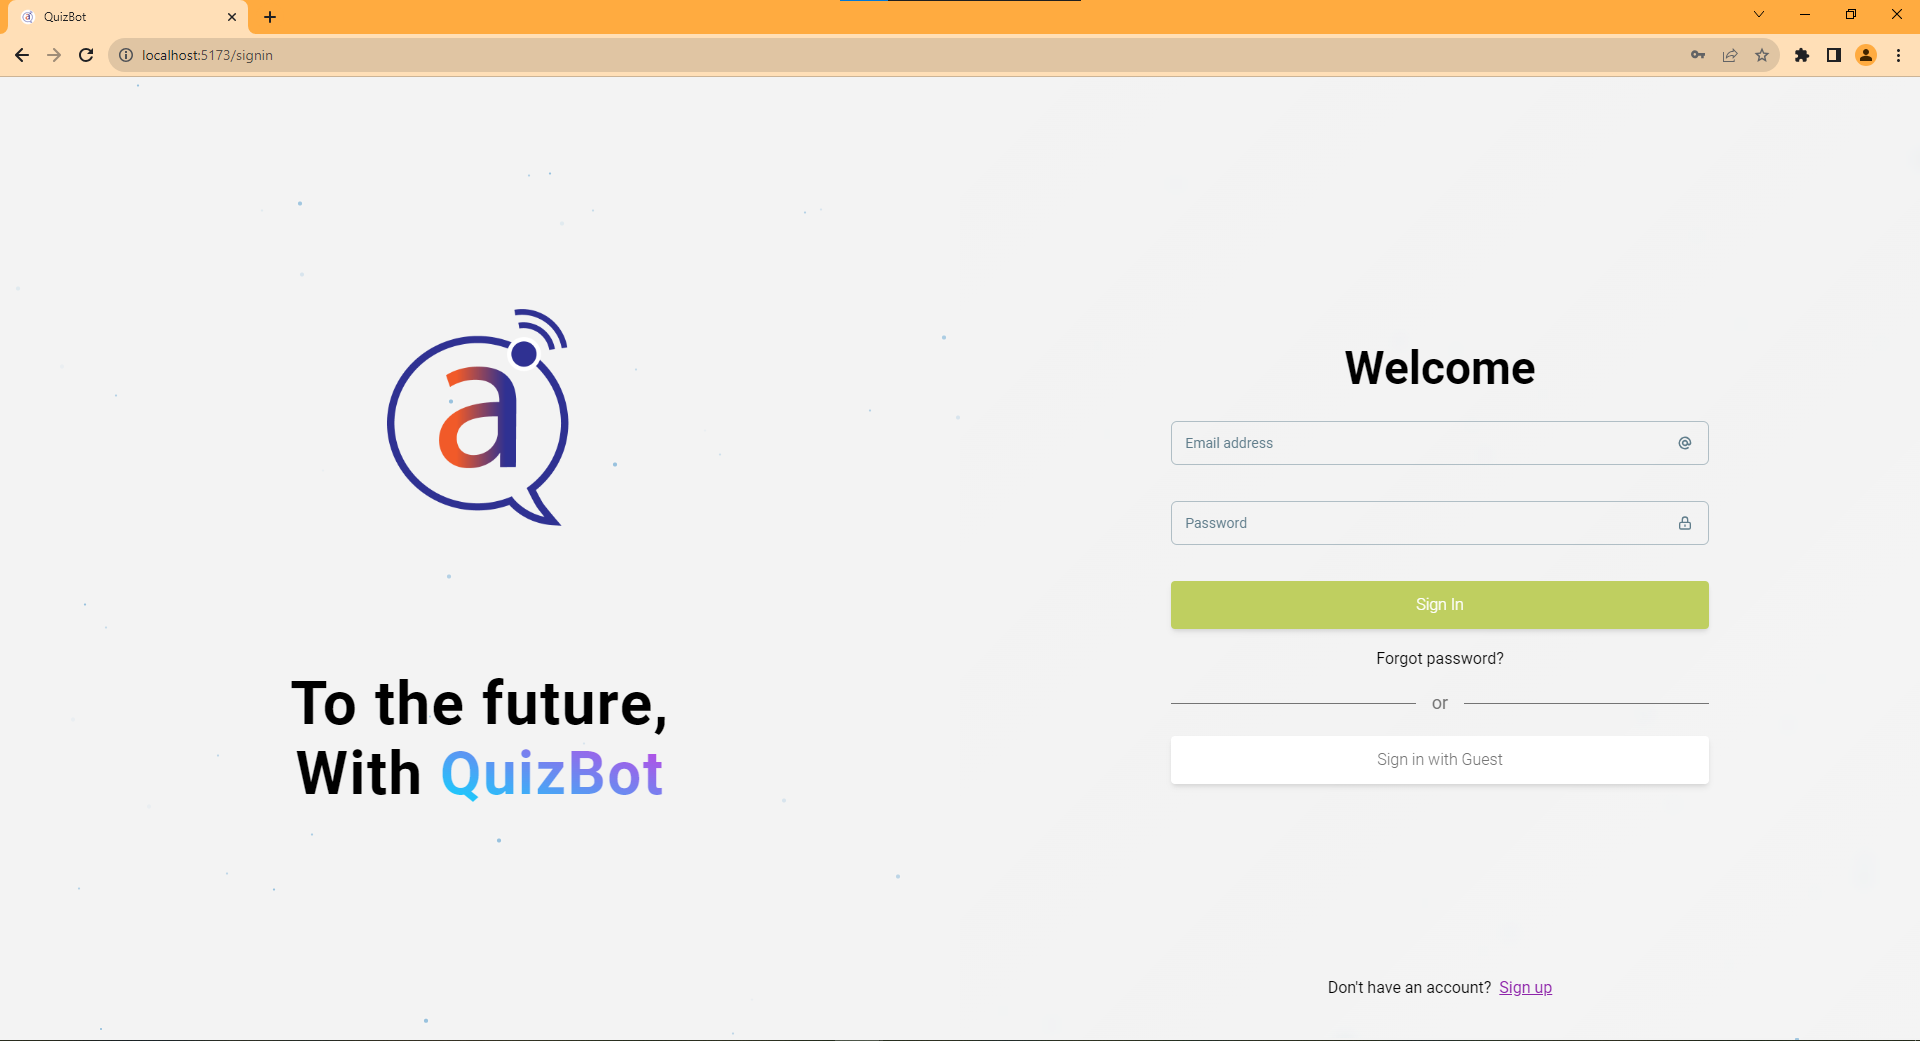 QuizBot
localhost:5173/signin
a
To the future,
With QuizBot
Welcome
Email address
Password
Sign In
Forgot password?
or
Sign in with Guest
Don't have an account? Sign up